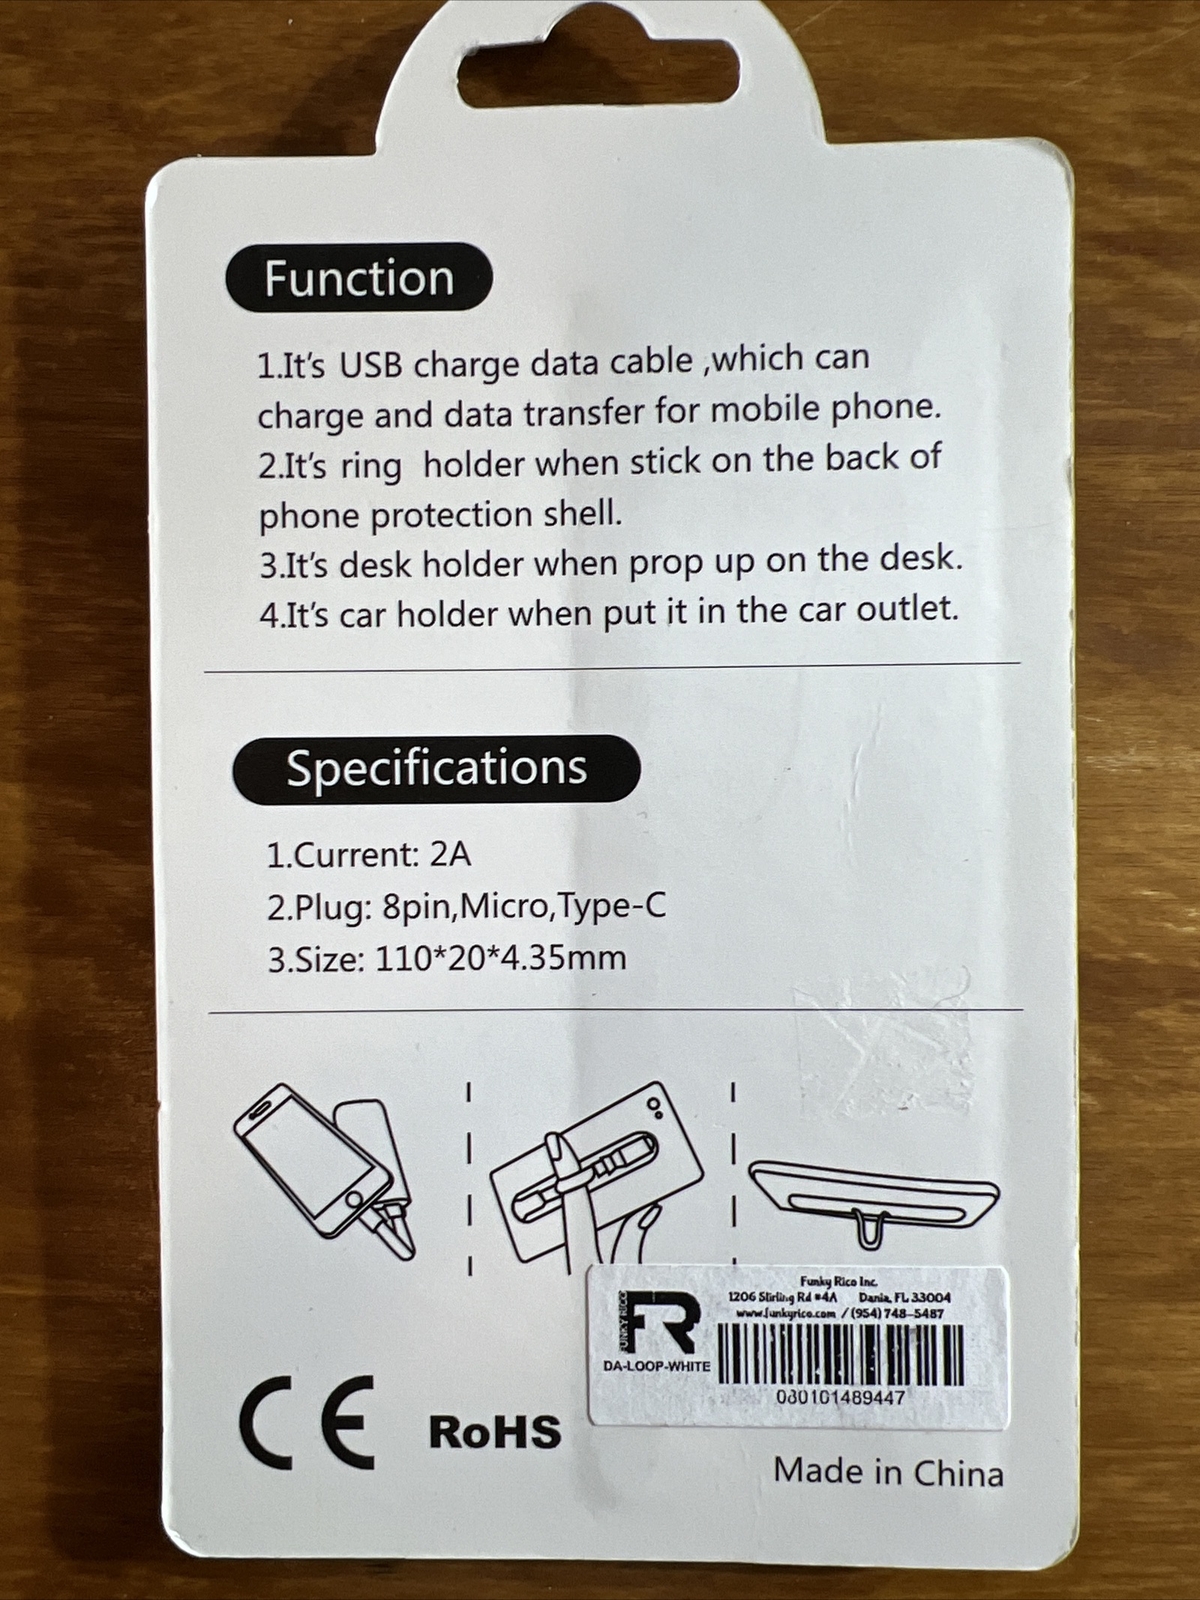 Function
1.It's USB charge data cable ,which can
charge and data transfer for mobile phone.
2.It's ring holder when stick on the back of
phone protection shell.
3.It's desk holder when prop up on the desk.
4.It's car holder when put it in the car outlet.
Specifications
1.Current: 2A
2.Plug: 8pin,Micro,Type-C
3.Size: 110*20*4.35mm
Funky Rico Inc.
1206 Stirling Rd #4A Dania, FL 33004
www.funkyrico.com / (954) 748-5487
FUNKY RICO
FR
DA-LOOP-WHITE
080101489447
CE RoHS
Made in China